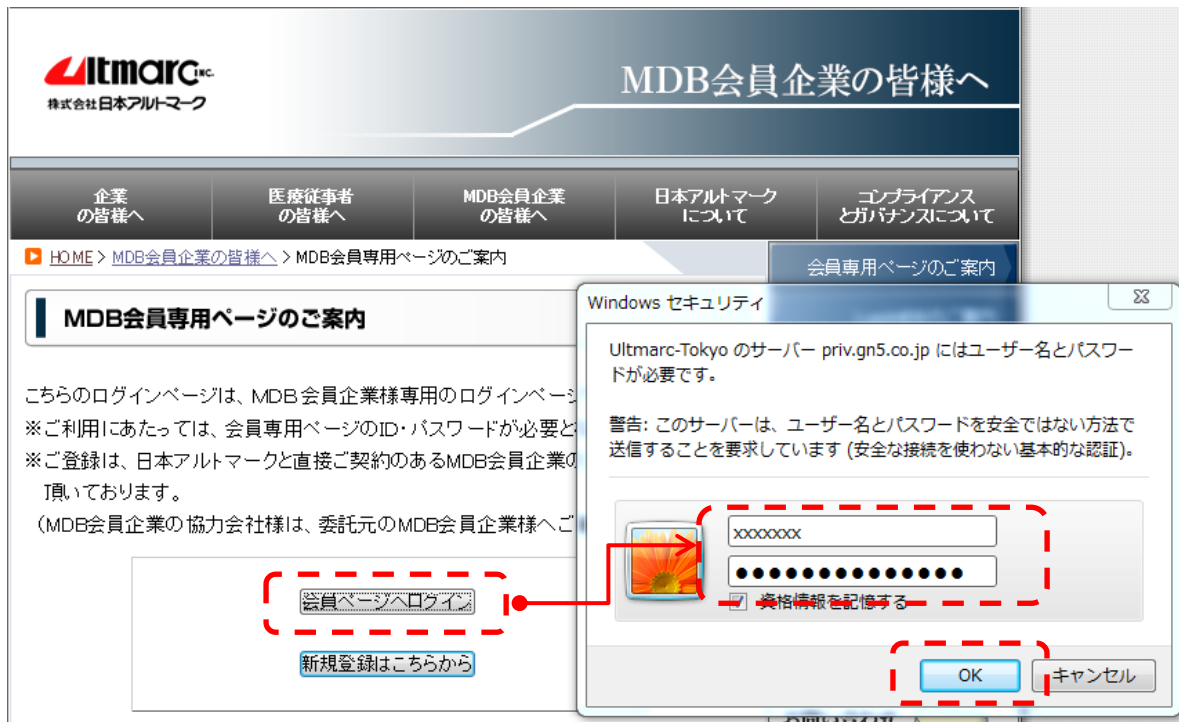 Ultmarc INC.
株式会社日本アルトマーク
MDB会員企業の皆様へ
企業
の皆様へ
医療従事者
の皆様へ
MDB会員企業
の皆様へ
日本アルトマーク
について
コンプライアンス
とガバナンスについて
HOME > MDB会員企業の皆様へ > MDB会員専用ページのご案内
会員専用ページのご案内
MDB会員専用ページのご案内
こちらのログインページは、MDB会員企業様専用のログインページ
※ご利用にあたっては、会員専用ページのID・パスワードが必要と
※ご登録は、日本アルトマークと直接ご契約のあるMDB会員企業の
頂いております。
（MDB会員企業の協力会社様は、委託元のMDB会員企業様へご
会員ページへログイン
新規登録はこちらから
Windows セキュリティ
Ultmarc-Tokyo のサーバー priv.gn5.co.jp にはユーザー名とパスワー
ドが必要です。
警告: このサーバーは、ユーザー名とパスワードを安全ではない方法で
送信することを要求しています (安全な接続を使わない基本的な認証)。
xxxxxxx
●●●●●●●●●●●●●●
資格情報を記憶する
OK
キャンセル